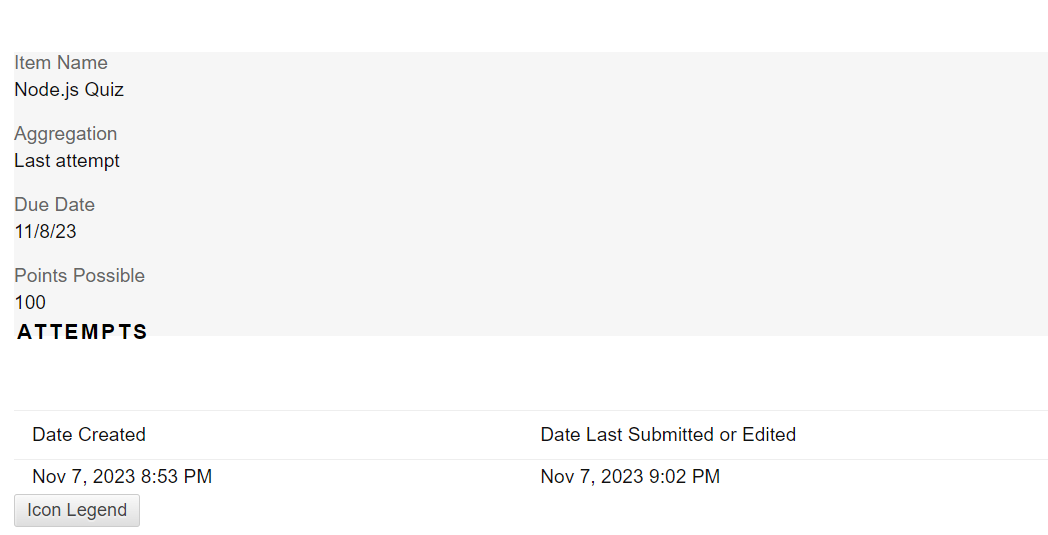 Item Name
Node.js Quiz
Aggregation
Last attempt
Due Date
11/8/23
Points Possible
100
ATTEMPTS
Date Created Date Last Submitted or Edited
Nov 7, 2023 8:53 PM Nov 7, 2023 9:02 PM
Icon Legend